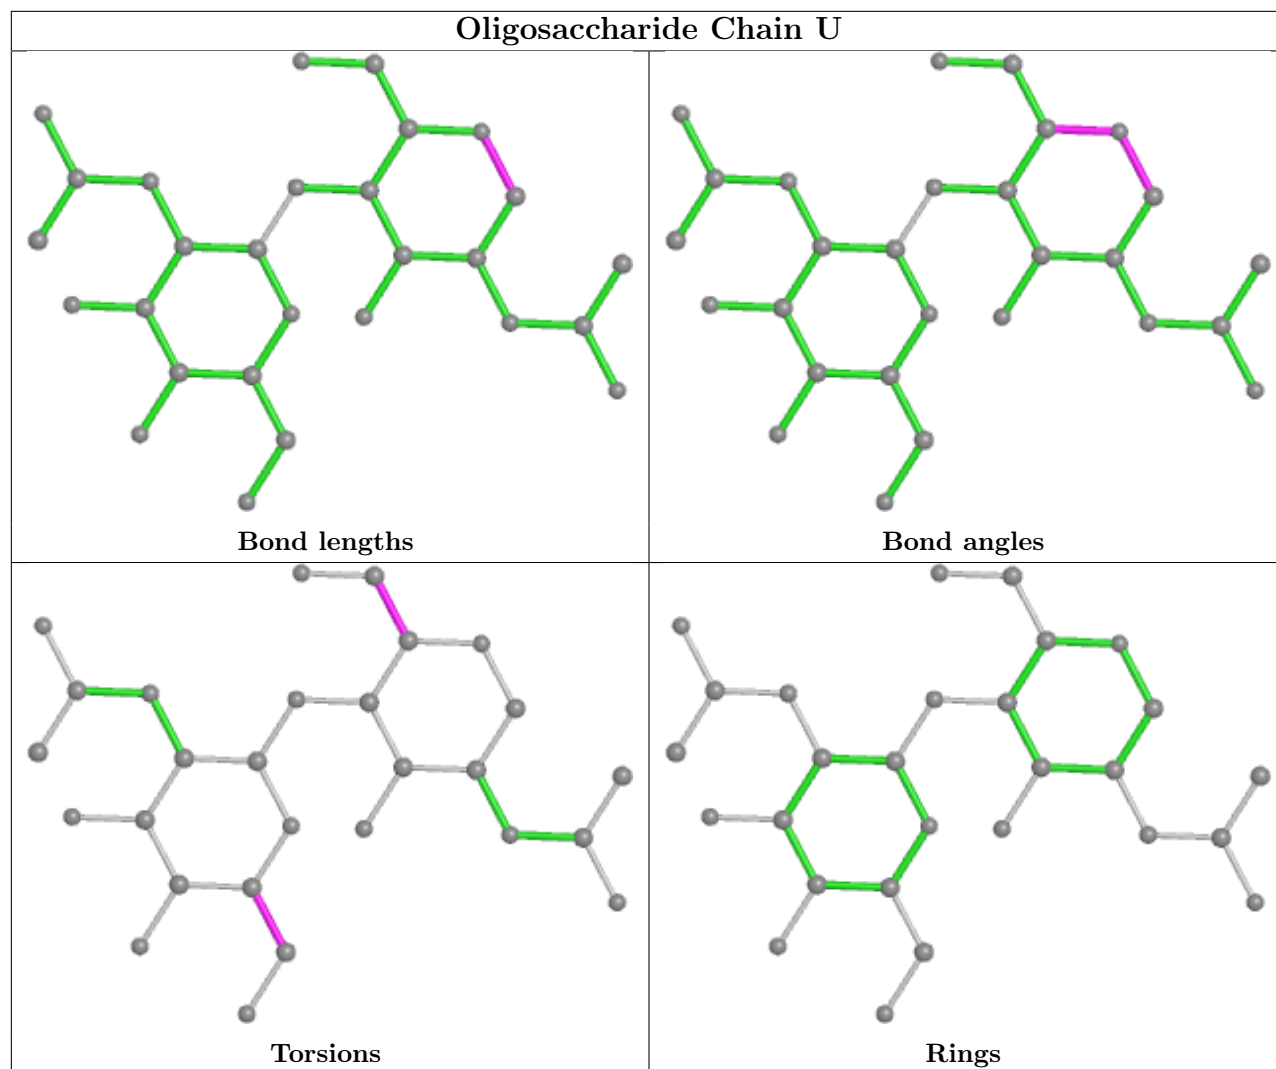 Oligosaccharide Chain U
Bond lengths
Bond angles
Torsions
Rings